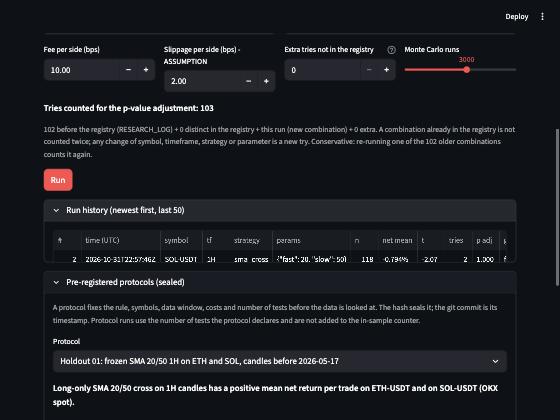 Deploy
Fee per side (bps)
Slippage per side (bps) -
ASSUMPTION
Extra tries not in the registry
Monte Carlo runs
3000
10.00
2.00
0
Tries counted for the p-value adjustment: 103
102 before the registry (RESEARCH_LOG) + 0 distinct in the registry + this run (new combination) + 0 extra. A combination already in the registry is not
counted twice; any change of symbol, timeframe, strategy or parameter is a new try. Conservative: re-running one of the 102 older combinations
counts it again.
Run
Run history (newest first, last 50)
# time (UTC) symbol tf strategy params n net mean t tries p adj
2 2026-10-31T22:57:46Z SOL-USDT 1H sma_cross {"fast": 20, "slow": 50} 118 -0.794% -2.07 2 1.000
Pre-registered protocols (sealed)
A protocol fixes the rule, symbols, data window, costs and number of tests before the data is looked at. The hash seals it; the git commit is its
timestamp. Protocol runs use the number of tests the protocol declares and are not added to the in-sample counter.
Protocol
Holdout 01: frozen SMA 20/50 1H on ETH and SOL, candles before 2026-05-17
Long-only SMA 20/50 cross on 1H candles has a positive mean net return per trade on ETH-USDT and on SOL-USDT (OKX
spot).